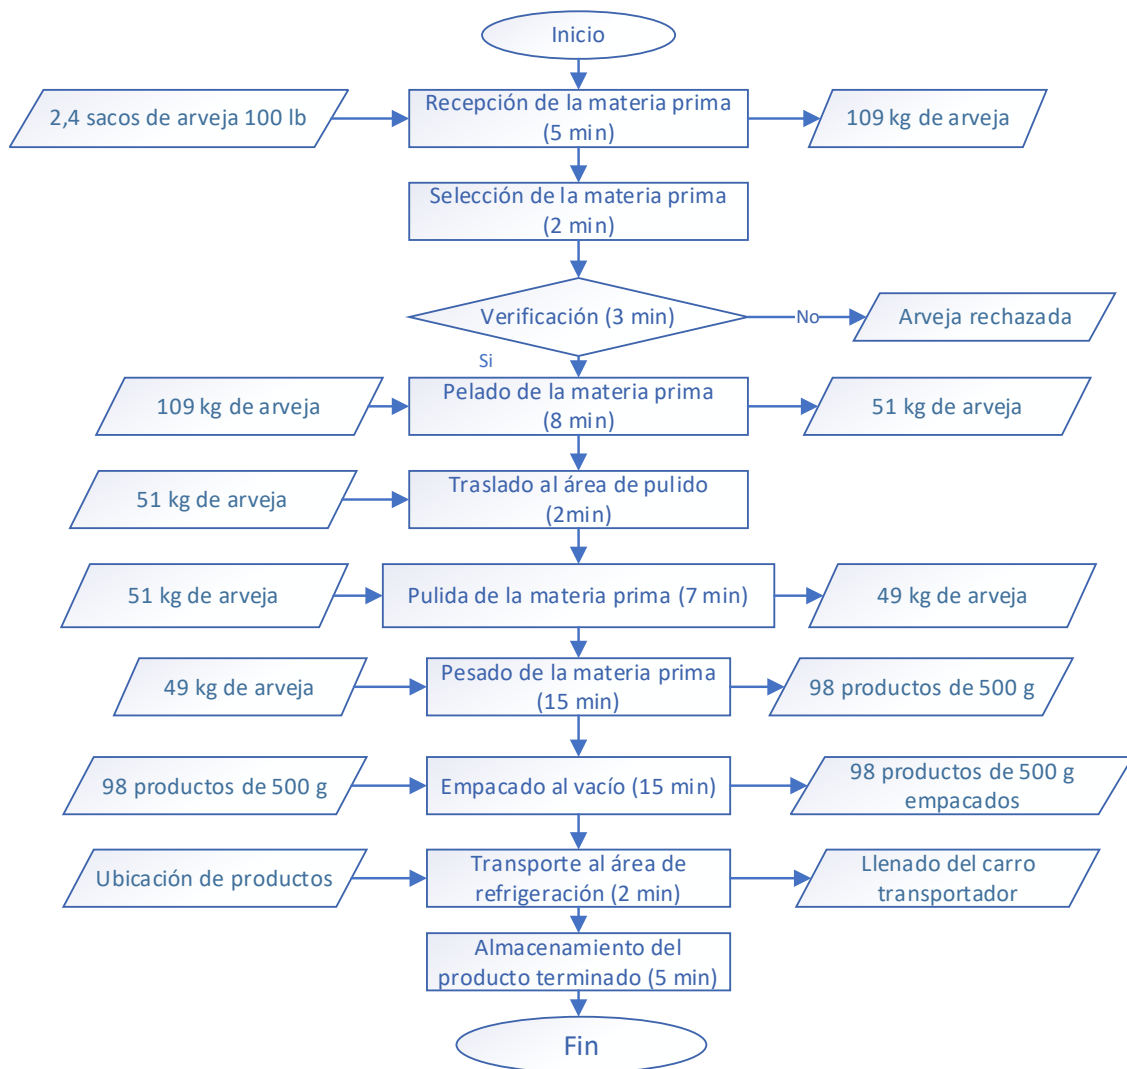 Inicio
2,4 sacos de arveja 100 lb
Recepción de la materia prima
(5 min)
109 kg de arveja
Selección de la materia prima
(2 min)
Verificación (3 min)
No
Arveja rechazada
Si
109 kg de arveja
Pelado de la materia prima
(8 min)
51 kg de arveja
51 kg de arveja
Traslado al área de pulido
(2min)
51 kg de arveja
Pulida de la materia prima (7 min)
49 kg de arveja
49 kg de arveja
Pesado de la materia prima
(15 min)
98 productos de 500 g
98 productos de 500 g
Empacado al vacío (15 min)
98 productos de 500 g
empacados
Ubicación de productos
Transporte al área de
refrigeración (2 min)
Llenado del carro
transportador
Almacenamiento del
producto terminado (5 min)
Fin